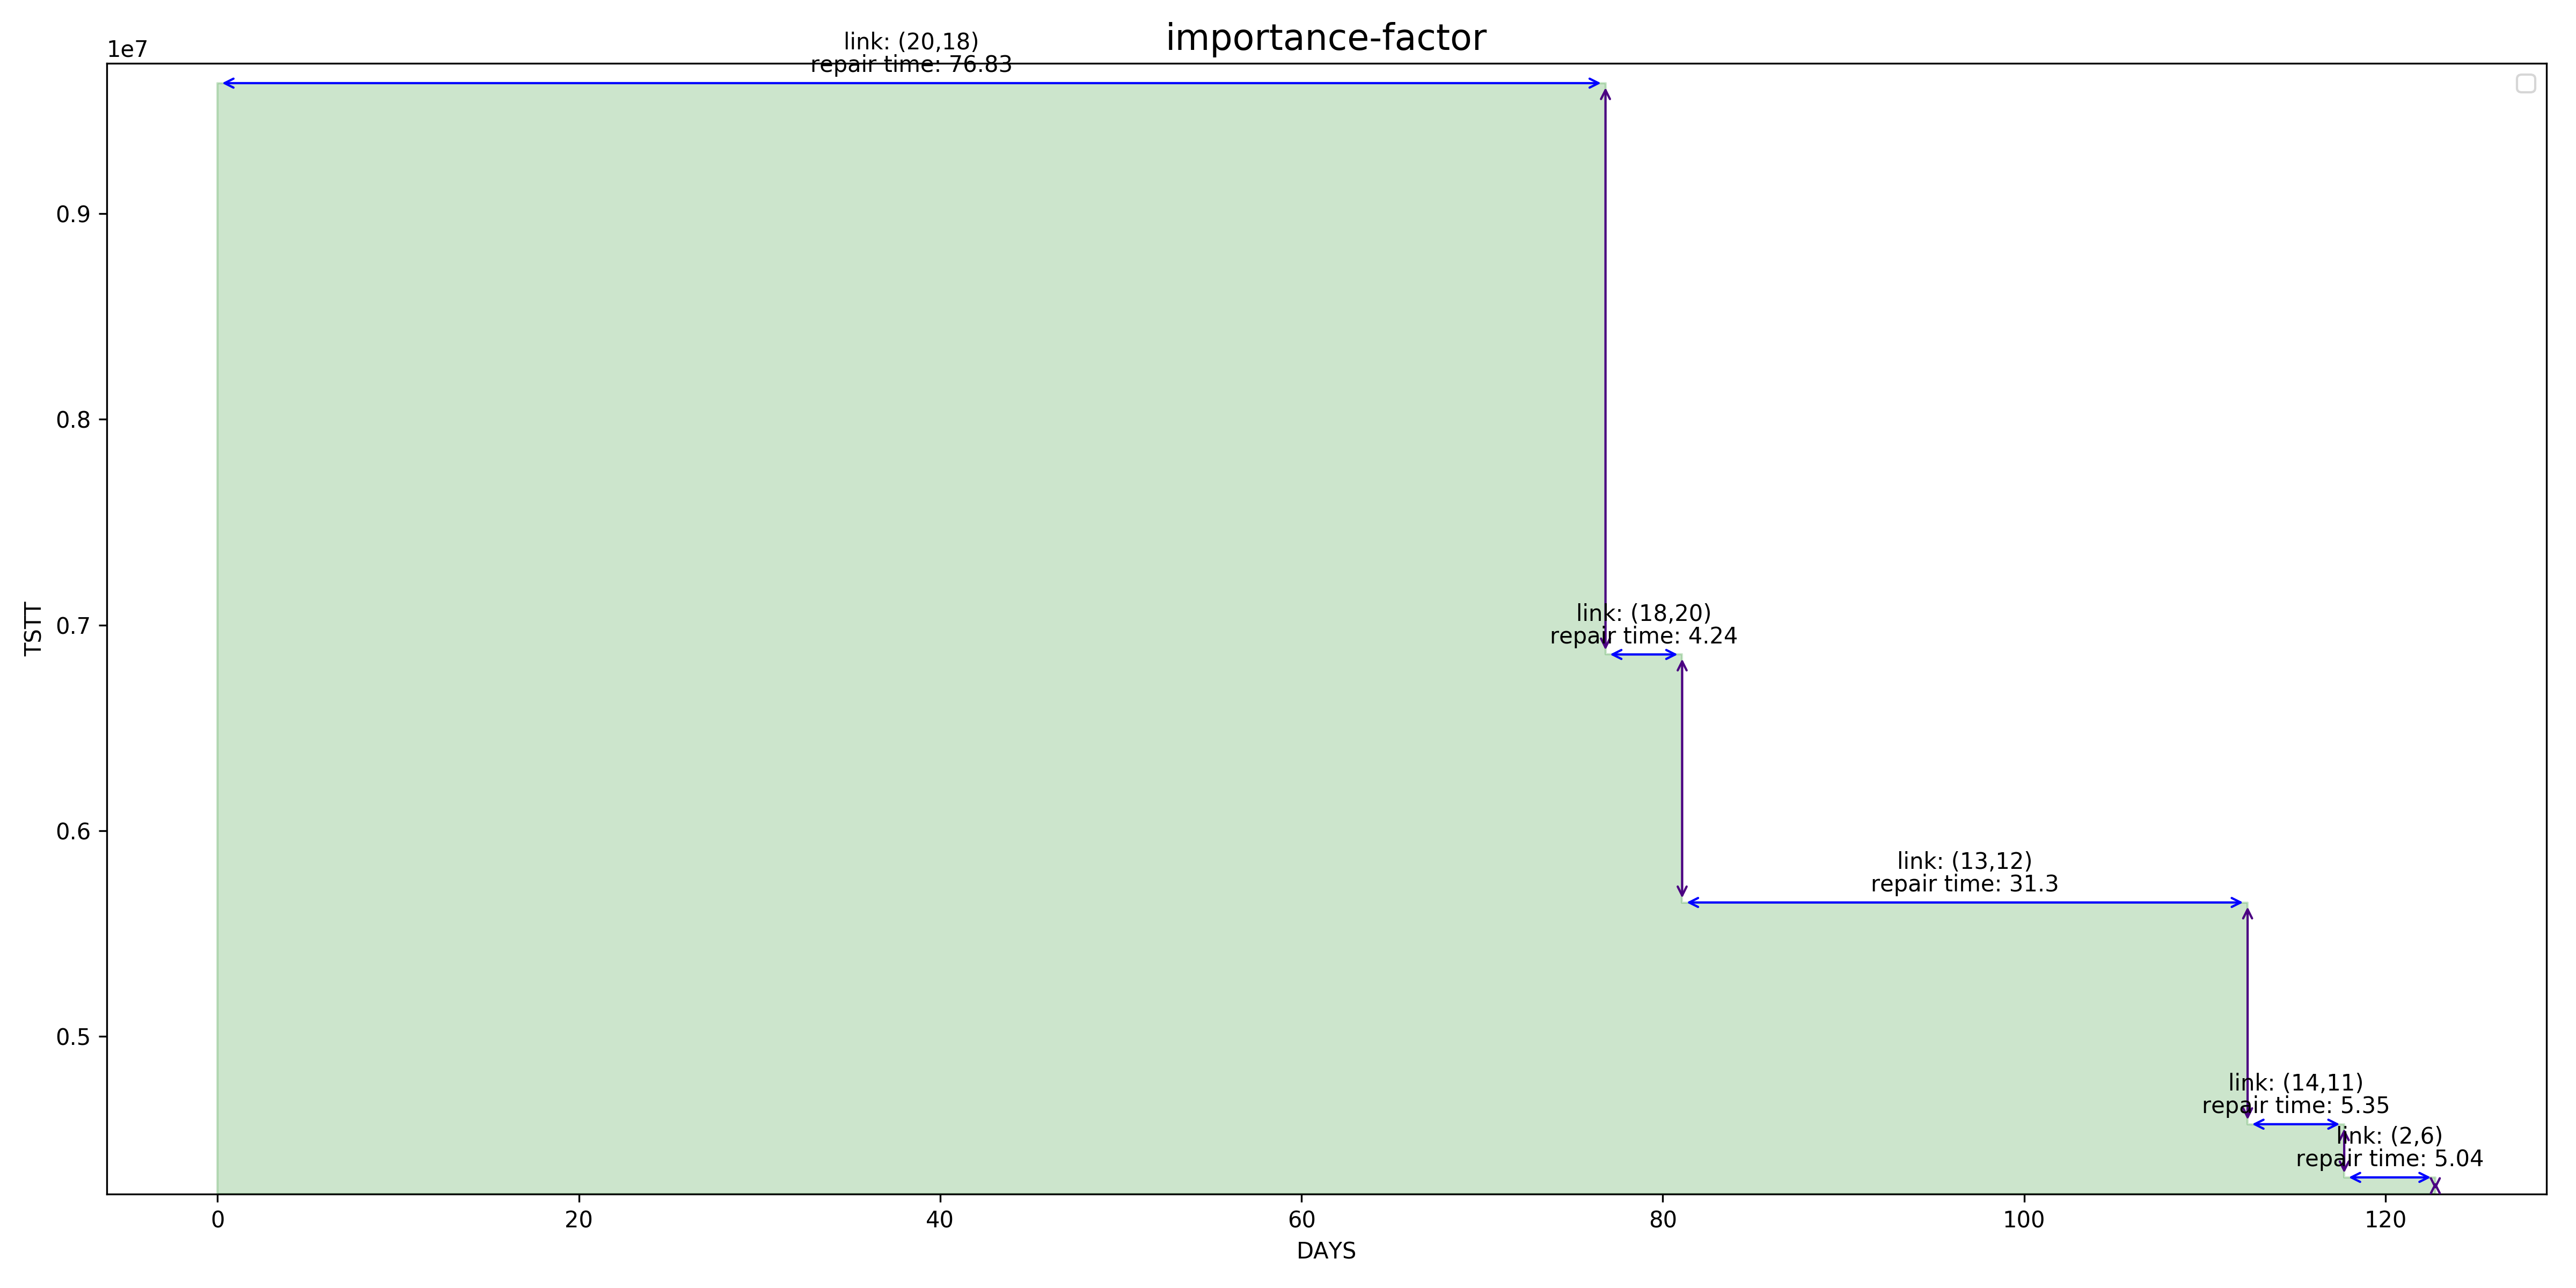 importance-factor
1e7
link: (20,18)
repair time: 76.83
0.9
0.8
0.7
0.6
0.5
TSTT
link: (18,20)
repair time: 4.24
link: (13,12)
repair time: 31.3
link: (14,11)
repair time: 5.35
link: (2,6)
repair time: 5.04
0
20
40
60
80
100
120
DAYS